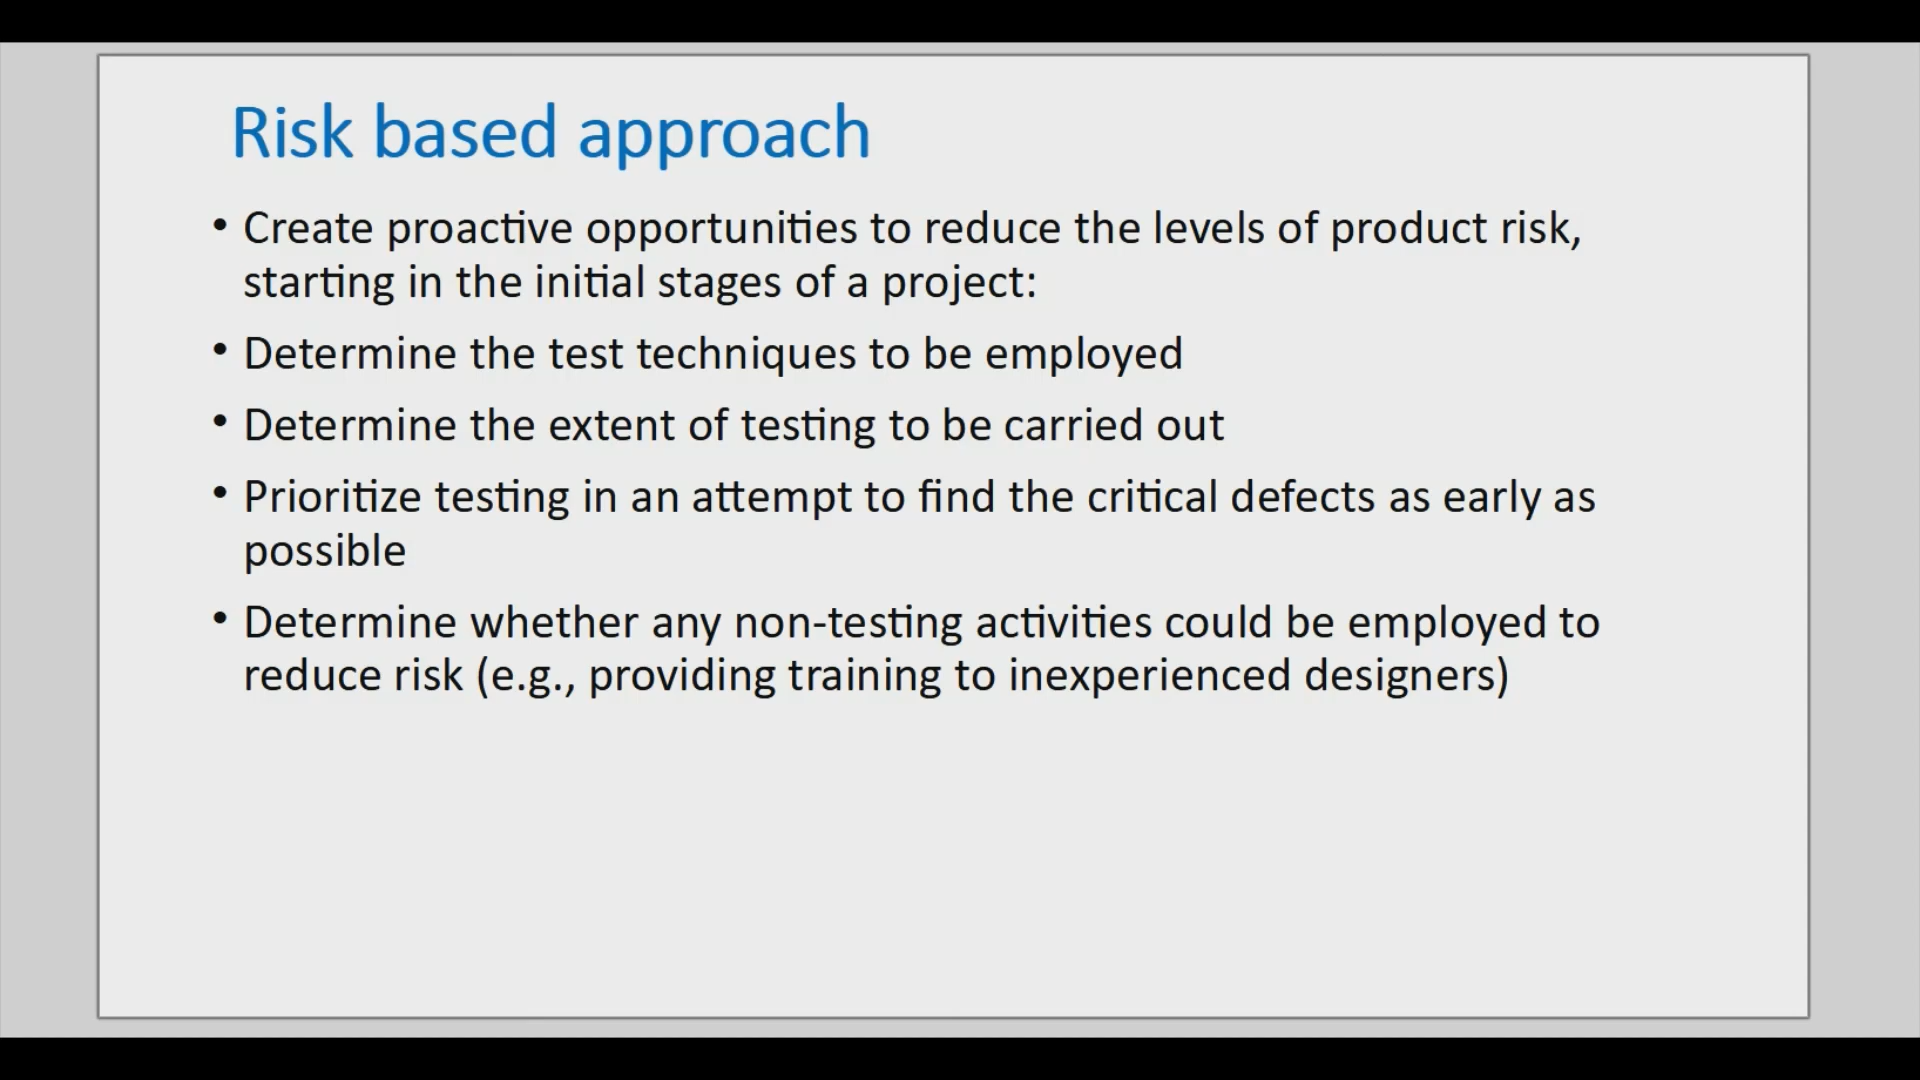 Risk based approach
• Create proactive opportunities to reduce the levels of product risk,
starting in the initial stages of a project:
• Determine the test techniques to be employed
• Determine the extent of testing to be carried out
• Prioritize testing in an attempt to find the critical defects as early as
possible
• Determine whether any non-testing activities could be employed to
reduce risk (e.g., providing training to inexperienced designers)